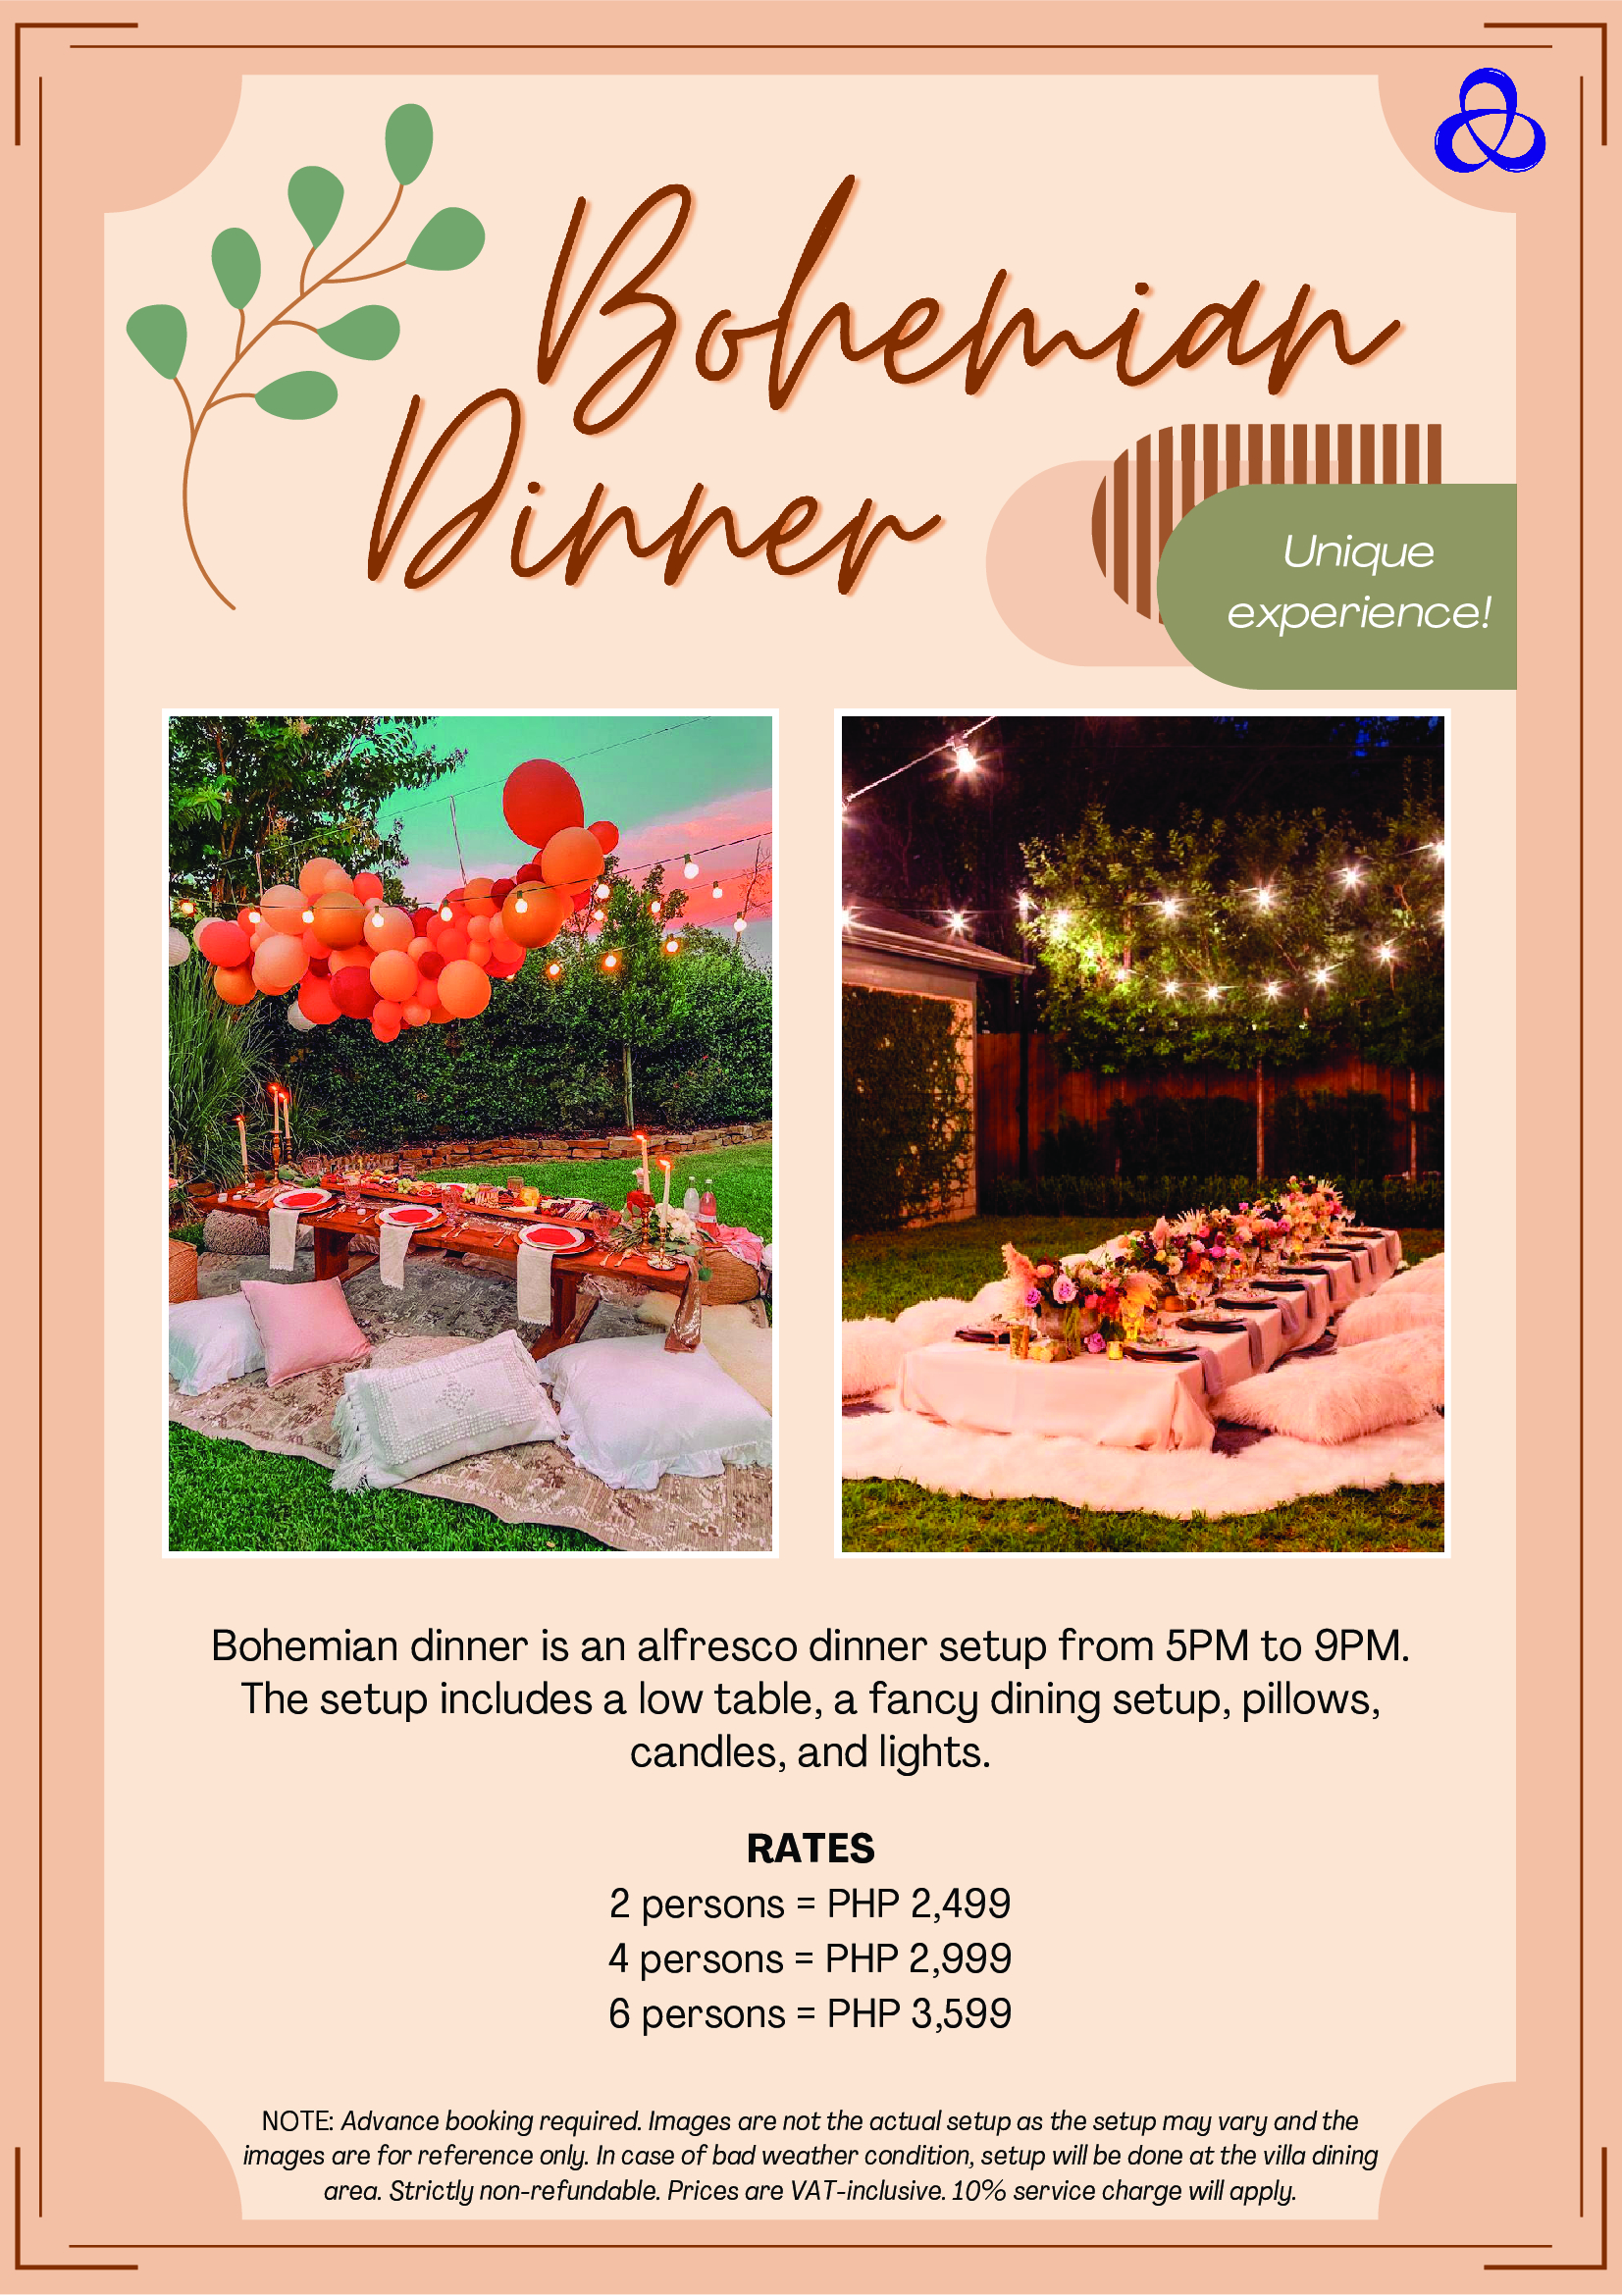 Bohemian
Dinner
Unique
experience!
Bohemian dinner is an alfresco dinner setup from 5PM to 9PM.
The setup includes a low table, a fancy dining setup, pillows,
candles, and lights.
RATES
2 persons = PHP 2,499
4 persons = PHP 2,999
6 persons = PHP 3,599
NOTE: Advance booking required. Images are not the actual setup as the setup may vary and the
images are for reference only. In case of bad weather condition, setup will be done at the villa dining
area. Strictly non-refundable. Prices are VAT-inclusive. 10% service charge will apply.